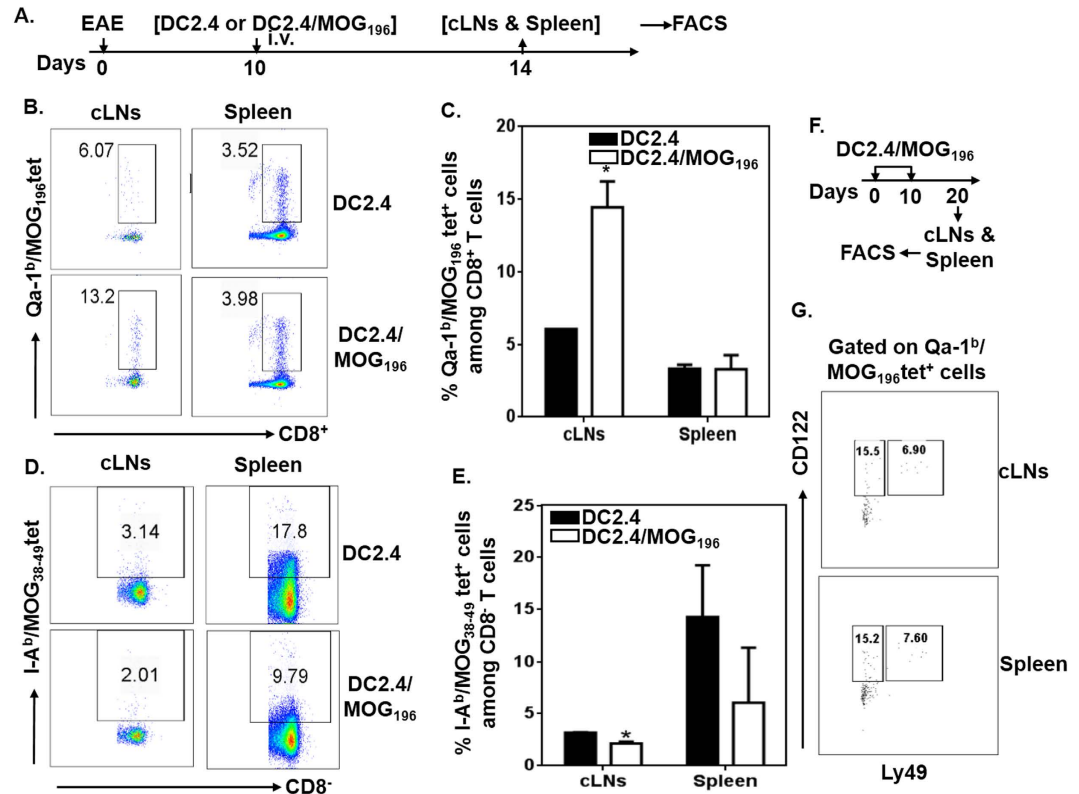 A.
EAE [DC2.4 or DC2.4/MOG196] [cLNs & Spleen] FACS
i.v.
Days 0 10 14
B.
cLNs Spleen
Qa-1b/MOG196tet
6.07 3.52 DC2.4
13.2 3.98 DC2.4/
MOG196
CD8+
C.
% Qa-1b/MOG196 tet+ cells
among CD8+ T cells
20
15
10
5
0
DC2.4
DC2.4/MOG196
*
cLNs Spleen
D.
cLNs Spleen
I-Ab/MOG38-49tet
3.14 17.8 DC2.4
2.01 9.79 DC2.4/
MOG196
CD8-
E.
% I-Ab/MOG38-49 tet+ cells
among CD8- T cells
25
20
15
10
5
0
DC2.4
DC2.4/MOG196
*
cLNs Spleen
F.
DC2.4/MOG196
Days 0 10 20
cLNs &
Spleen
FACS
G.
Gated on Qa-1b/
MOG196tet+ cells
CD122
15.5 6.90 cLNs
15.2 7.60 Spleen
Ly49